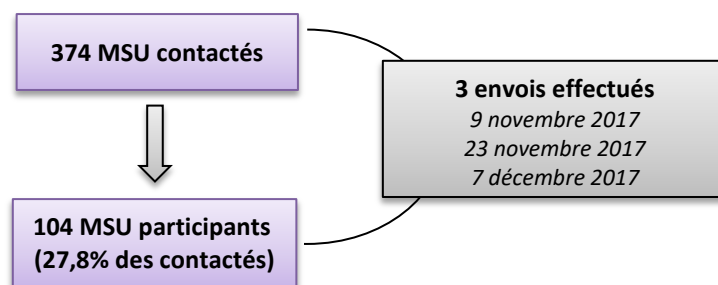 374 MSU contactés
3 envois effectués
9 novembre 2017
23 novembre 2017
7 décembre 2017
104 MSU participants
(27,8% des contactés)